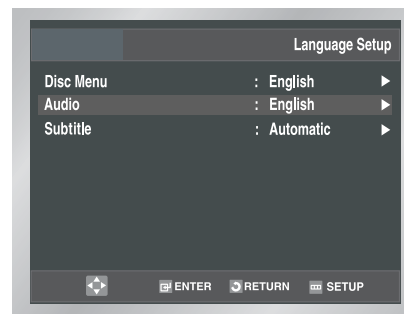 Language Setup
Disc Menu : English ▶
Audio : English ▶
Subtitle : Automatic ▶
ENTER RETURN SETUP